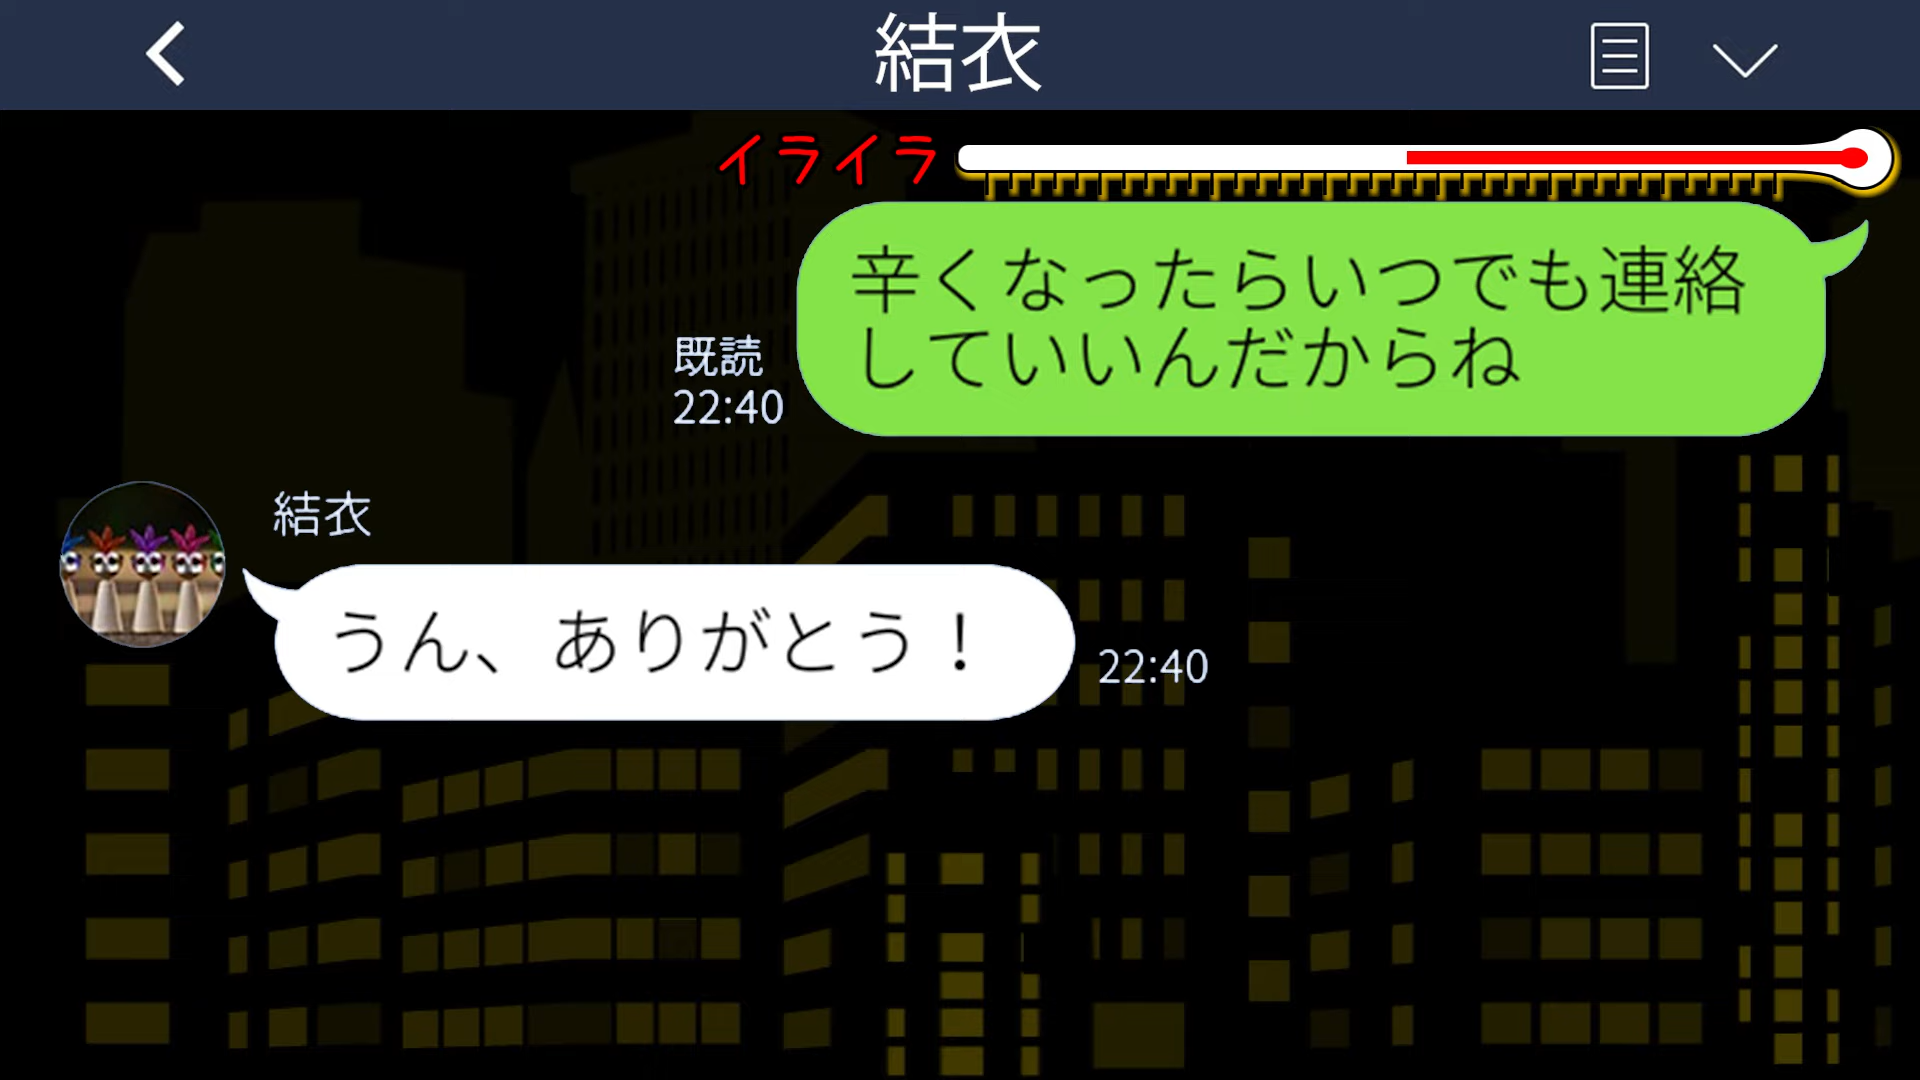 結衣
イライラ
辛くなったらいつでも連絡
していいんだからね
既読
22:40
結衣
うん、ありがとう！
22:40